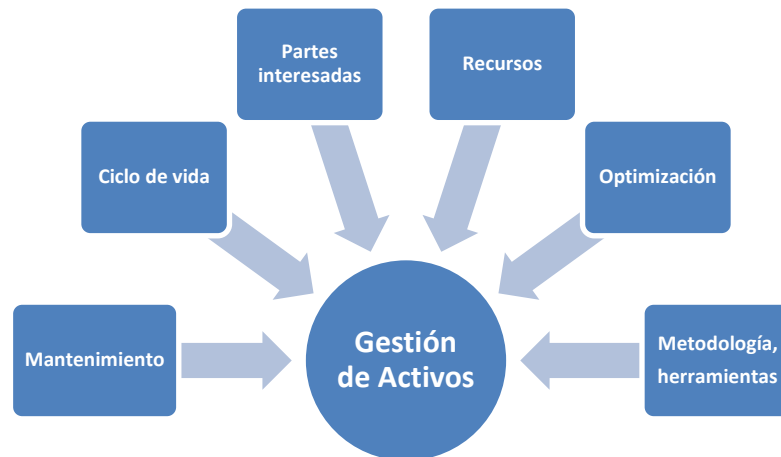 Partes
interesadas
Recursos
Ciclo de vida
Optimización
Mantenimiento
Gestión
de Activos
Metodología,
herramientas